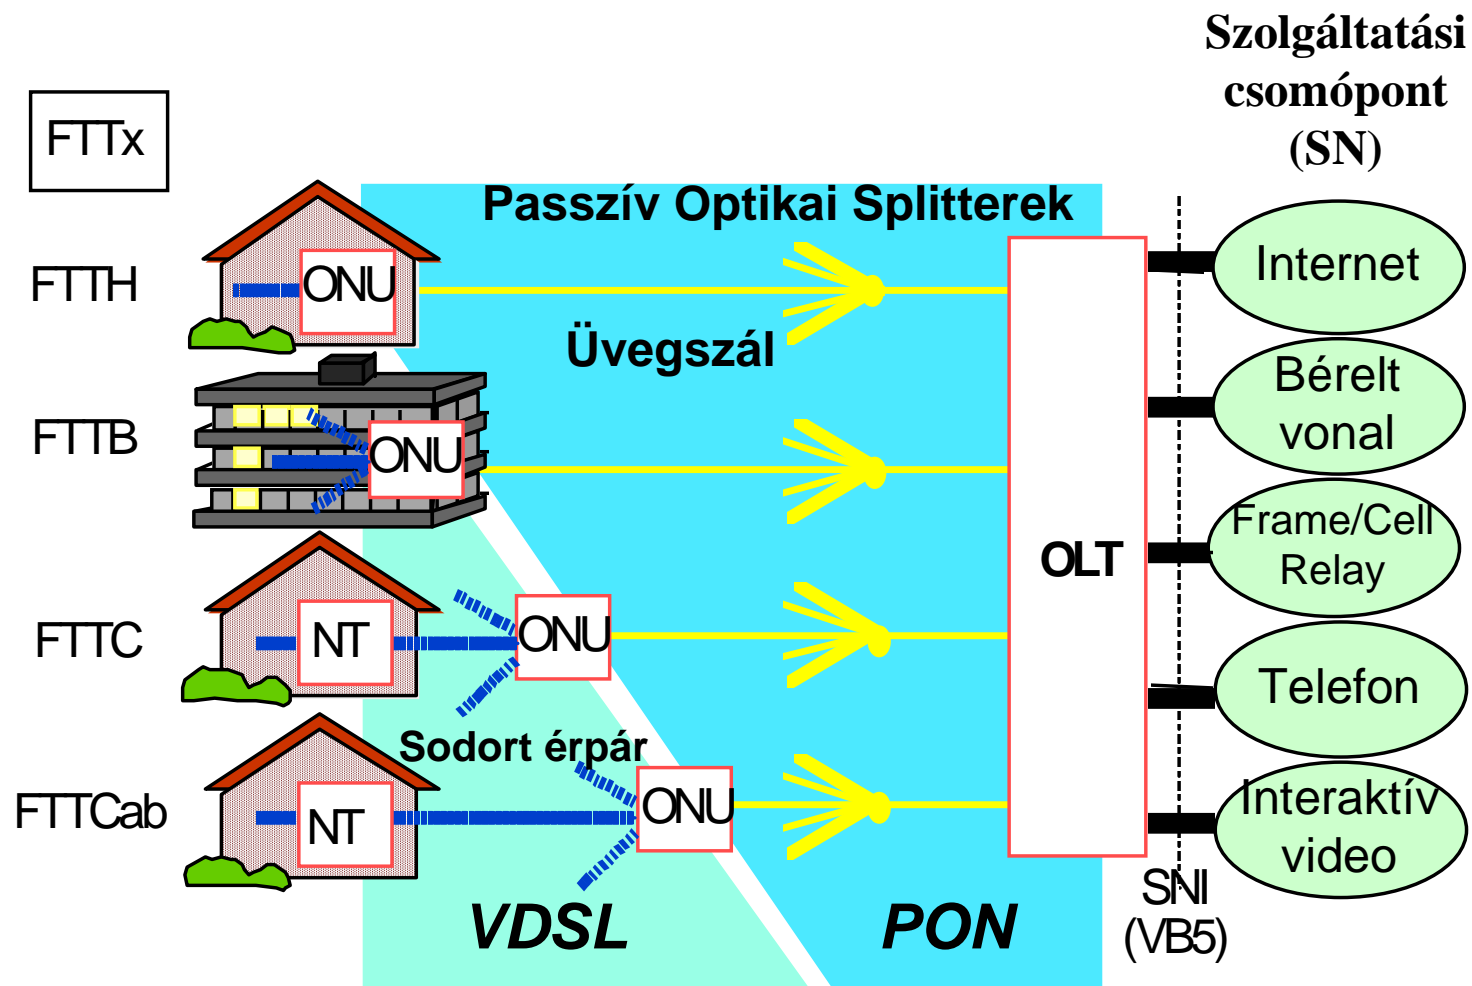 Szolgáltatási
csomópont
(SN)
FTTx
Passzív Optikai Splitterek
FTTH
ONU
Internet
Üvegszál
FTTB
ONU
Bérelt
vonal
OLT
Frame/Cell
Relay
FTTC
NT
ONU
Telefon
Sodort érpár
FTTCab
NT
ONU
Interaktív
video
SNI
(VB5)
VDSL
PON